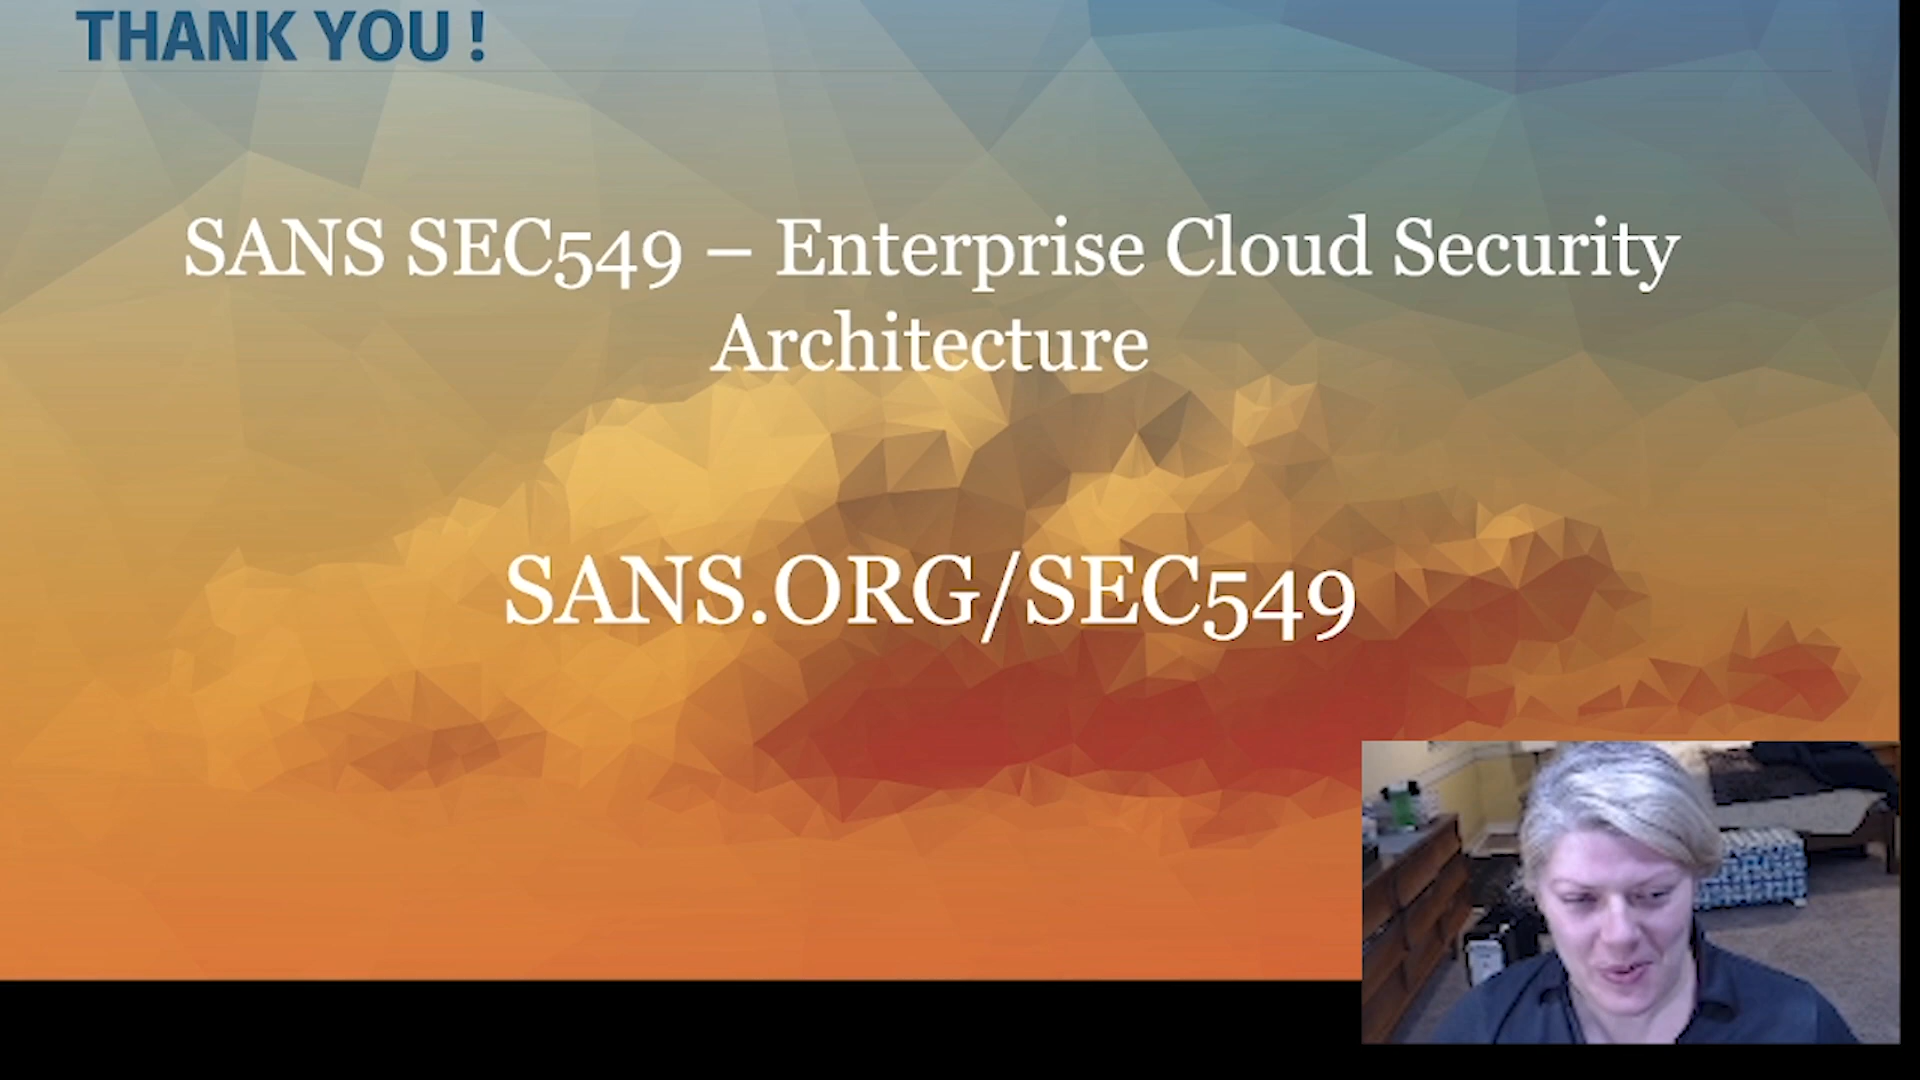 THANK YOU !
SANS SEC549 – Enterprise Cloud Security
Architecture
SANS.ORG/SEC549